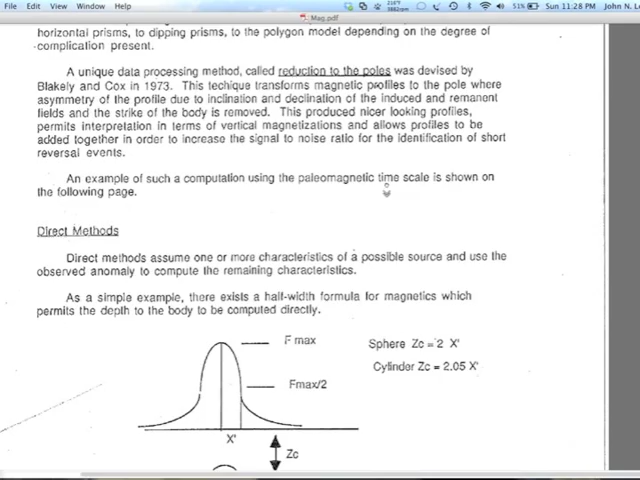 File Edit View Window Help 51% Sun 11:28 PM John N. L
Mag.pdf
horizontal prisms, to dipping prisms, to the polygon model depending on the degree of
complication present.
A unique data processing method, called reduction to the poles was devised by
Blakely and Cox in 1973. This techique transforms magnetic profiles to the pole where
asymmetry of the profile due to inclination and declination of the induced and remanent
fields and the strike of the body is removed. This produced nicer looking profiles,
permits interpretation in terms of vertical magnetizations and allows profiles to be
added together in order to increase the signal to noise ratio for the identification of short
reversal events.
An example of such a computation using the paleomagnetic time scale is shown on
the following page.
Direct Methods
Direct methods assume one or more characteristics of a possible source and use the
observed anomaly to compute the remaining characteristics.
As a simple example, there exists a half-width formula for magnetics which
permits the depth to the body to be computed directly.
F max
Sphere Zc = 2 X'
Cylinder Zc = 2.05 X'
Fmax/2
X'
Zc